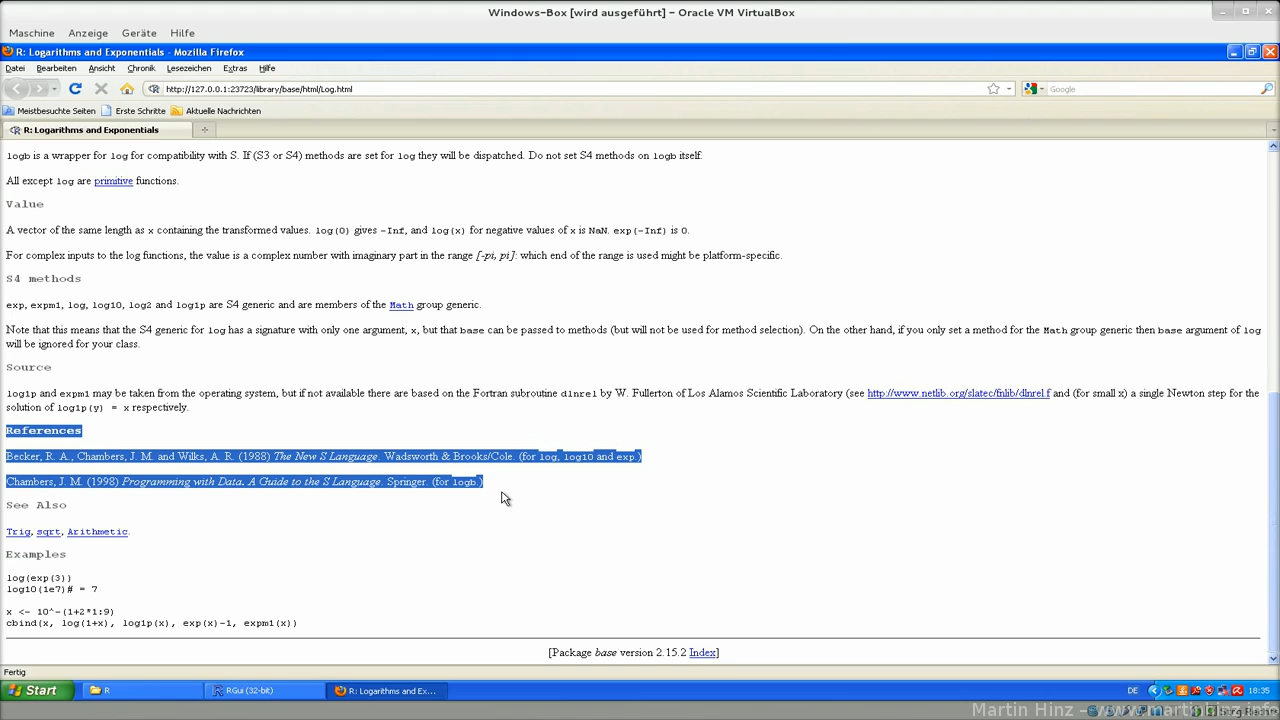 Windows-Box [wird ausgeführt] – Oracle VM VirtualBox
Maschine Anzeige Geräte Hilfe
R: Logarithms and Exponentials - Mozilla Firefox
Datei Bearbeiten Ansicht Chronik Lesezeichen Extras Hilfe
http://127.0.0.1:23723/library/base/html/Log.html Google
Meistbesuchte Seiten Erste Schritte Aktuelle Nachrichten
R: Logarithms and Exponentials
logb is a wrapper for log for compatibility with S. If (S3 or S4) methods are set for log they will be dispatched. Do not set S4 methods on logb itself.
All except log are primitive functions.
Value
A vector of the same length as x containing the transformed values. log(0) gives -Inf, and log(x) for negative values of x is NaN. exp(-Inf) is 0.
For complex inputs to the log functions, the value is a complex number with imaginary part in the range [-pi, pi]: which end of the range is used might be platform-specific.
S4 methods
exp, expm1, log, log10, log2 and log1p are S4 generic and are members of the Math group generic.
Note that this means that the S4 generic for log has a signature with only one argument, x, but that base can be passed to methods (but will not be used for method selection). On the other hand, if you only set a method for the Math group generic then base argument of log
will be ignored for your class.
Source
log1p and expm1 may be taken from the operating system, but if not available there are based on the Fortran subroutine dlnrel by W. Fullerton of Los Alamos Scientific Laboratory (see http://www.netlib.org/slatec/fnlib/dlnrel.f and (for small x) a single Newton step for the
solution of log1p(y) = x respectively.
References
Becker, R. A., Chambers, J. M. and Wilks, A. R. (1988) The New S Language. Wadsworth & Brooks/Cole. (for log, log10 and exp.)
Chambers, J. M. (1998) Programming with Data. A Guide to the S Language. Springer. (for logb.)
See Also
Trig, sqrt, Arithmetic.
Examples
log(exp(3))
log10(1e7)# = 7
x <- 10^-(1+2*1:9)
cbind(x, log(1+x), log1p(x), exp(x)-1, expm1(x))
[Package base version 2.15.2 Index]
Fertig
Start R RGui (32-bit) R: Logarithms and Ex... DE 18:35